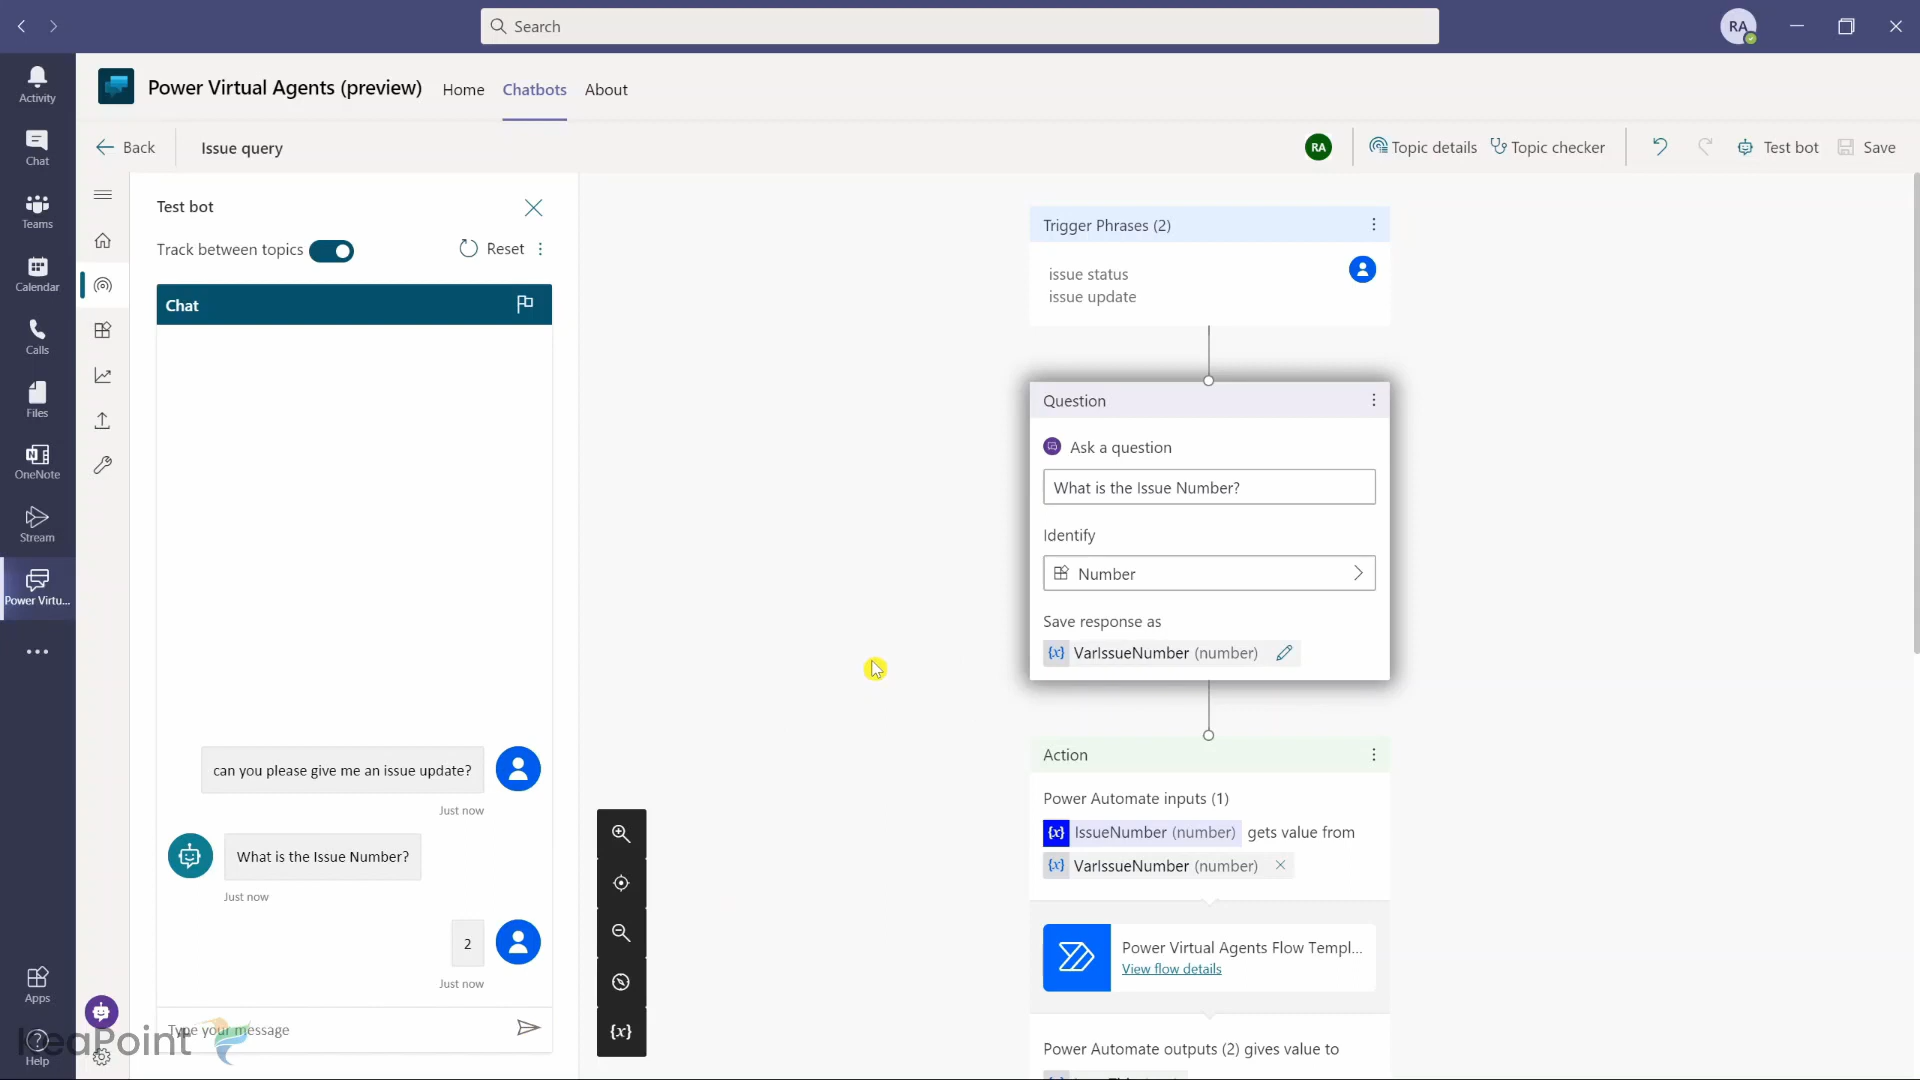 Search
RA
Activity
Chat
Teams
Calendar
Calls
Files
OneNote
Stream
Power Virtu...
Apps
Help
Power Virtual Agents (preview)
Home
Chatbots
About
Back
Issue query
RA
Topic details
Topic checker
Test bot
Save
Test bot
Track between topics
Reset
Chat
can you please give me an issue update?
Just now
What is the Issue Number?
Just now
2
Just now
Type your message
{x}
Trigger Phrases (2)
issue status
issue update
Question
Ask a question
What is the Issue Number?
Identify
Number
Save response as
{x} VarIssueNumber (number)
Action
Power Automate inputs (1)
{x} IssueNumber (number) gets value from
{x} VarIssueNumber (number)
Power Virtual Agents Flow Templ...
View flow details
Power Automate outputs (2) gives value to